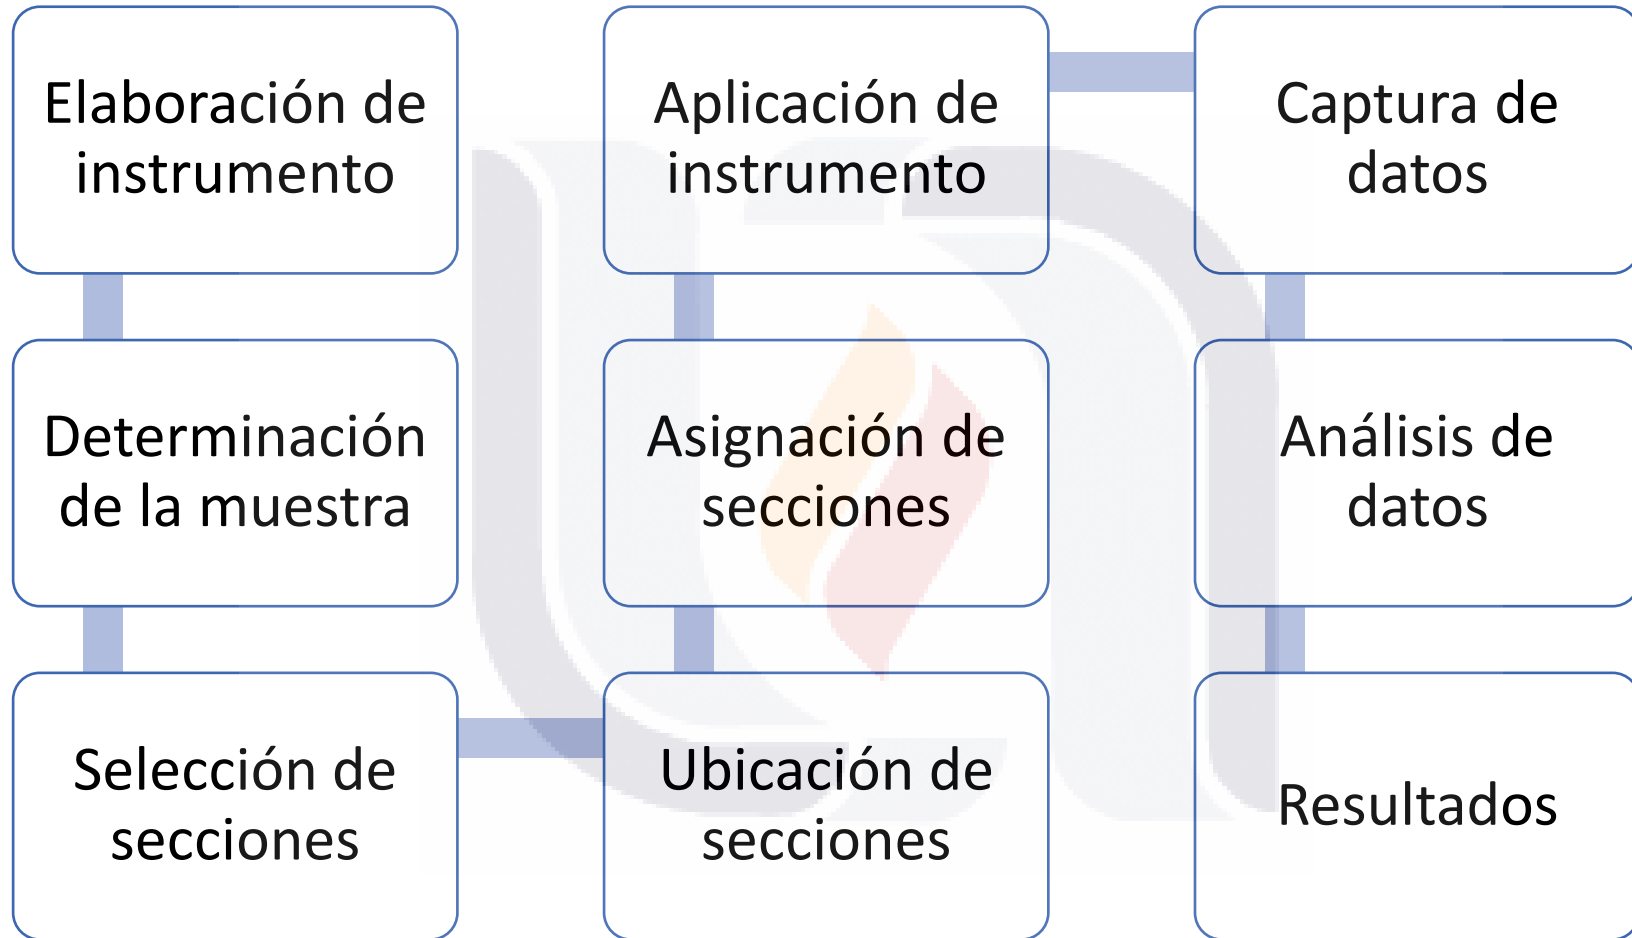 Elaboración de
instrumento
Determinación
de la muestra
Selección de
secciones
Ubicación de
secciones
Asignación de
secciones
Aplicación de
instrumento
Captura de
datos
Análisis de
datos
Resultados